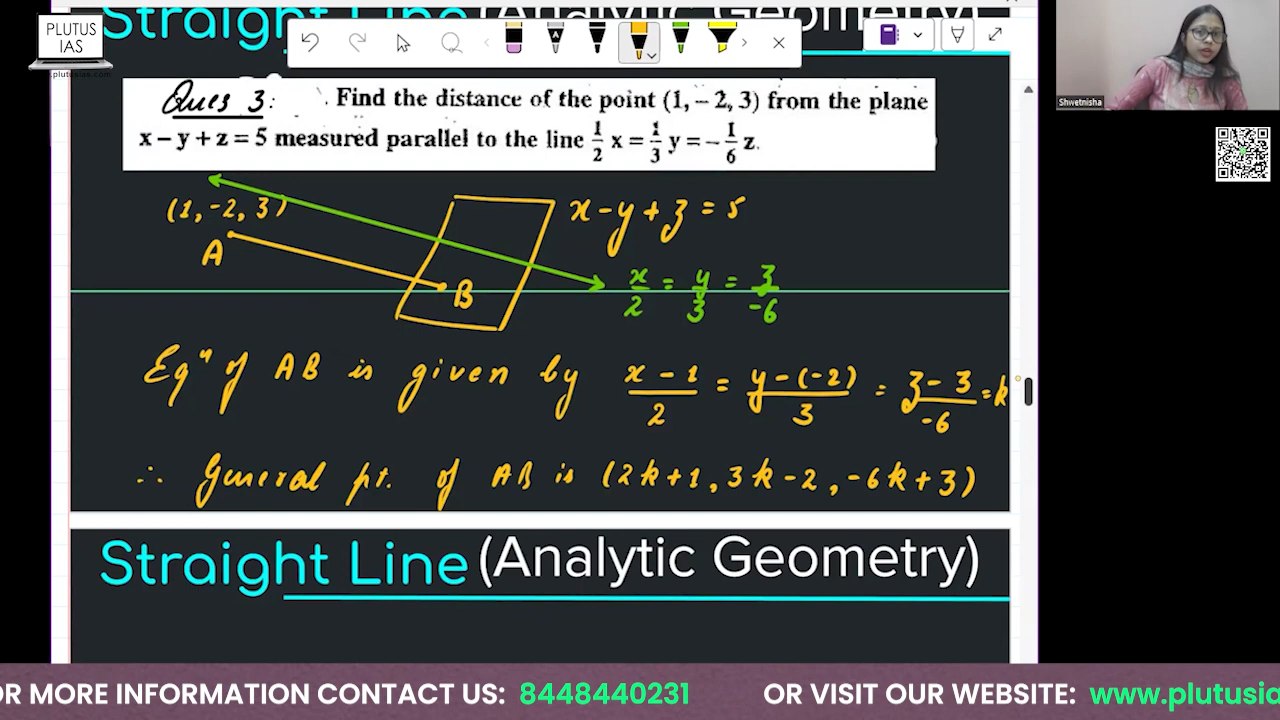 Straight Line (Analytic Geometry)
PLUTUS
IAS
.plutusias.com
Shwetnisha
Ques 3:
Find the distance of the point (1, – 2, 3) from the plane
x – y + z = 5 measured parallel to the line 1/2 x = 1/3 y = – 1/6 z.
(1, -2, 3)
x - y + z = 5
A
B
x/2 = y/3 = z/-6
Eqn of AB is given by (x - 1)/2 = (y - (-2))/3 = (z - 3)/-6 = k
∴ General pt. of AB is (2k+1, 3k-2, -6k+3)
Straight Line (Analytic Geometry)
OR MORE INFORMATION CONTACT US: 8448440231 OR VISIT OUR WEBSITE: www.plutusia